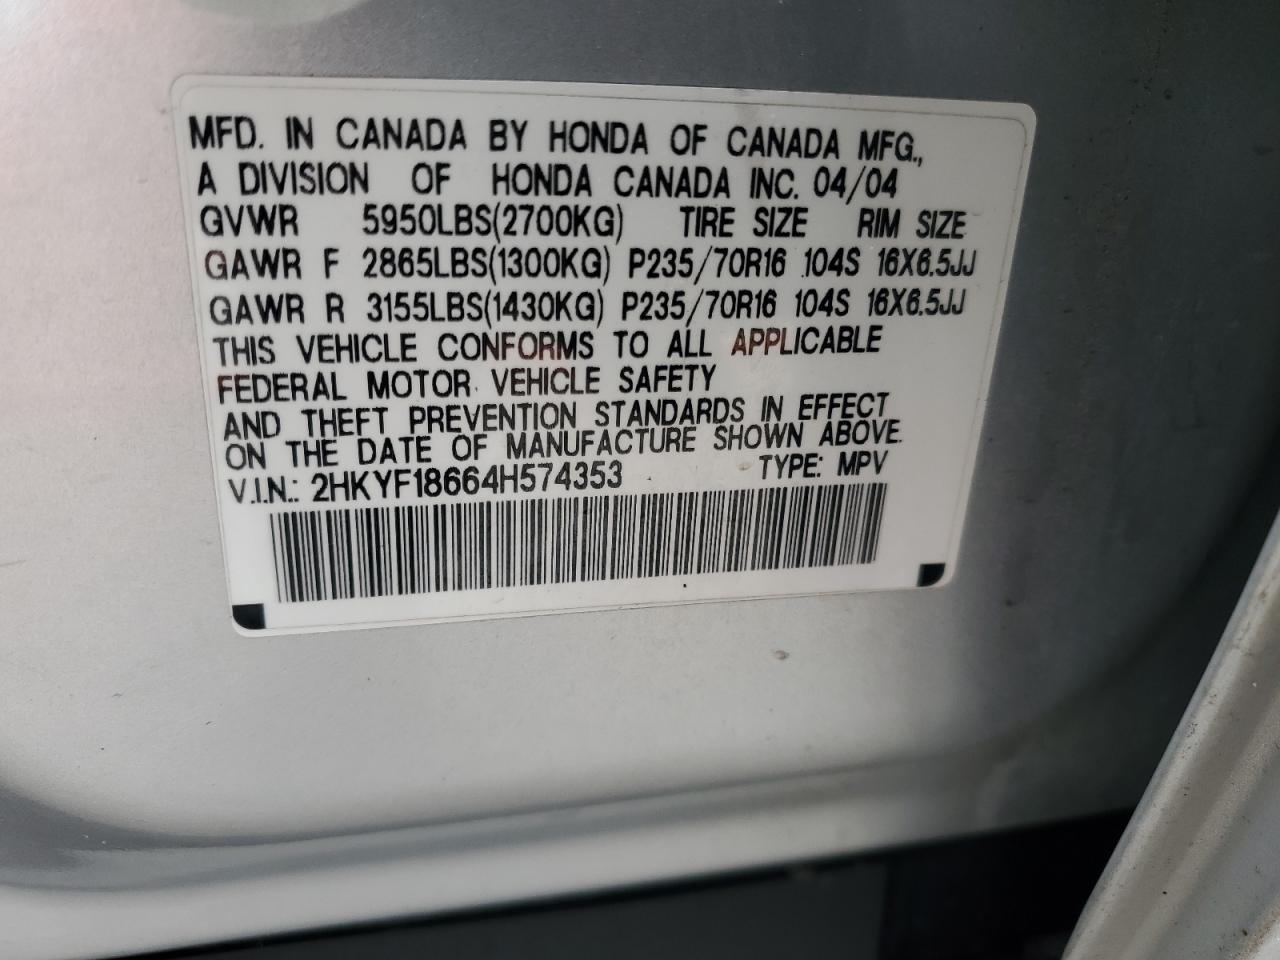 MFD. IN CANADA BY HONDA OF CANADA MFG.,
A DIVISION OF HONDA CANADA INC. 04/04
GVWR 5950LBS(2700KG) TIRE SIZE RIM SIZE
GAWR F 2865LBS(1300KG) P235/70R16 104S 16X6.5JJ
GAWR R 3155LBS(1430KG) P235/70R16 104S 16X6.5JJ
THIS VEHICLE CONFORMS TO ALL APPLICABLE
FEDERAL MOTOR VEHICLE SAFETY
AND THEFT PREVENTION STANDARDS IN EFFECT
ON THE DATE OF MANUFACTURE SHOWN ABOVE.
V.I.N.: 2HKYF18664H574353 TYPE: MPV